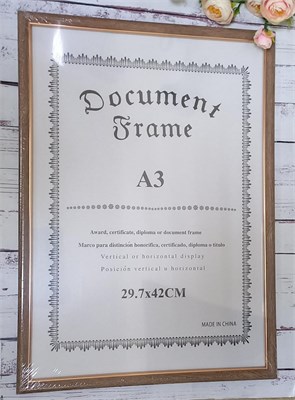 Document
Frame
A3
Award, certificate, diploma or document frame
Marco para distinción honorífica, certificado, diploma o título
Vertical or horizontal display
Posición vertical u horizontal
29.7x42CM
MADE IN CHINA